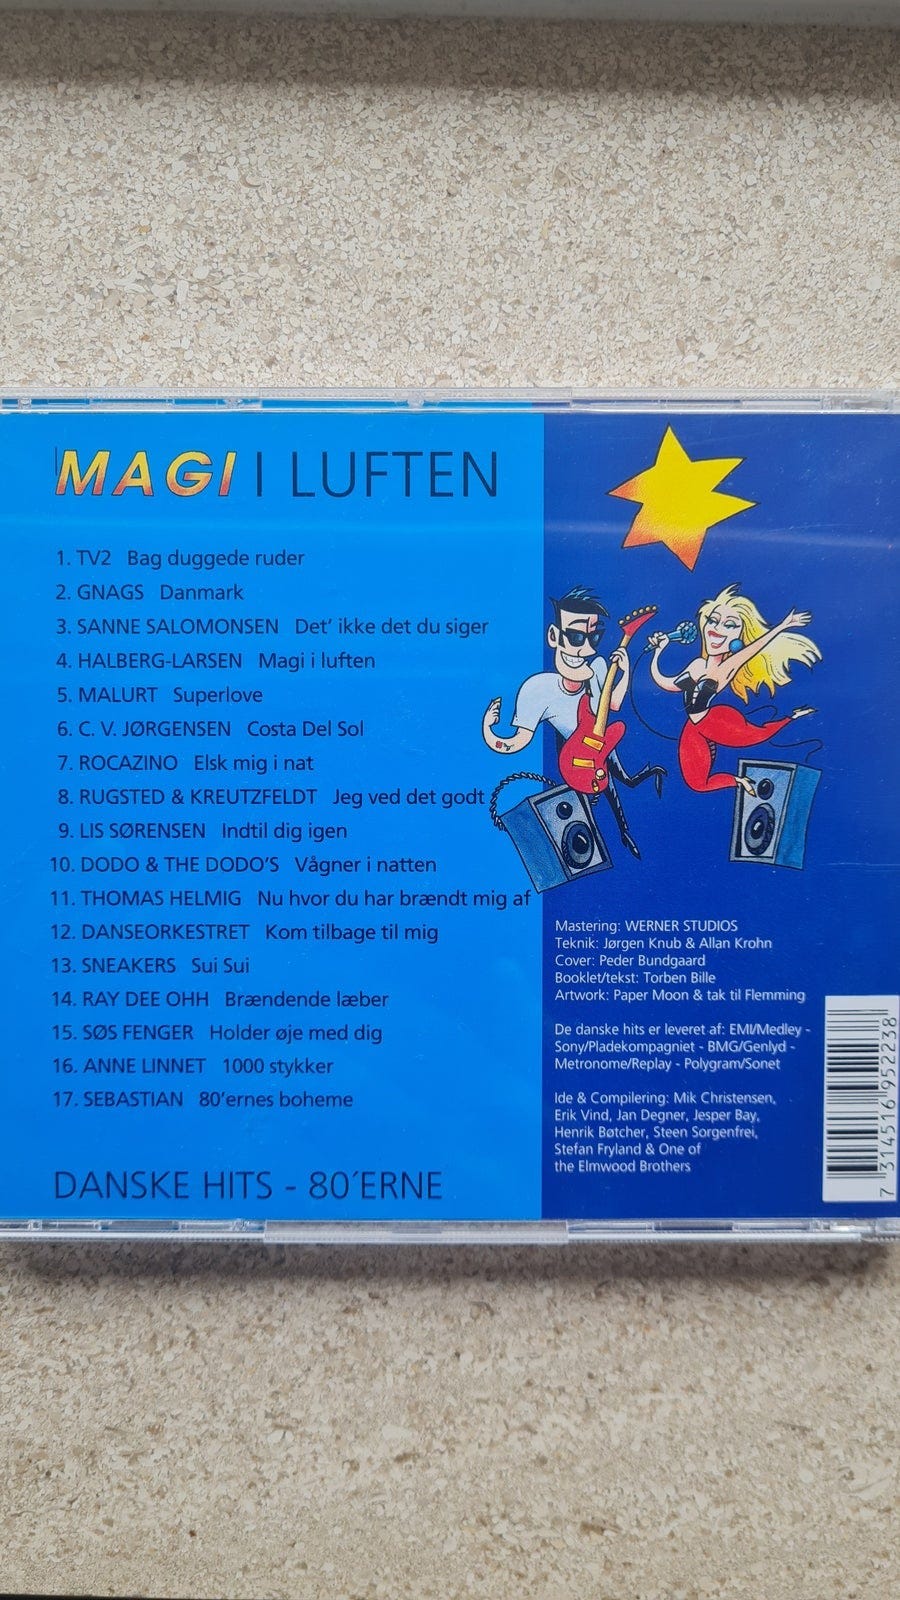 MAGI I LUFTEN
1. TV2 Bag duggede ruder
2. GNAGS Danmark
3. SANNE SALOMONSEN Det' ikke det du siger
4. HALBERG-LARSEN Magi i luften
5. MALURT Superlove
6. C. V. JØRGENSEN Costa Del Sol
7. ROCAZINO Elsk mig i nat
8. RUGSTED & KREUTZFELDT Jeg ved det godt
9. LIS SØRENSEN Indtil dig igen
10. DODO & THE DODO'S Vågner i natten
11. THOMAS HELMIG Nu hvor du har brændt mig af
12. DANSEORKESTRET Kom tilbage til mig
13. SNEAKERS Sui Sui
14. RAY DEE OHH Brændende læber
15. SØS FENGER Holder øje med dig
16. ANNE LINNET 1000 stykker
17. SEBASTIAN 80'ernes boheme
DANSKE HITS - 80´ERNE
Mastering: WERNER STUDIOS
Teknik: Jørgen Knub & Allan Krohn
Cover: Peder Bundgaard
Booklet/tekst: Torben Bille
Artwork: Paper Moon & tak til Flemming
De danske hits er leveret af: EMI/Medley -
Sony/Pladekompagniet - BMG/Genlyd -
Metronome/Replay - Polygram/Sonet
Ide & Compilering: Mik Christensen,
Erik Vind, Jan Degner, Jesper Bay,
Henrik Bøtcher, Steen Sorgenfrei,
Stefan Fryland & One of
the Elmwood Brothers
7 314516 952238